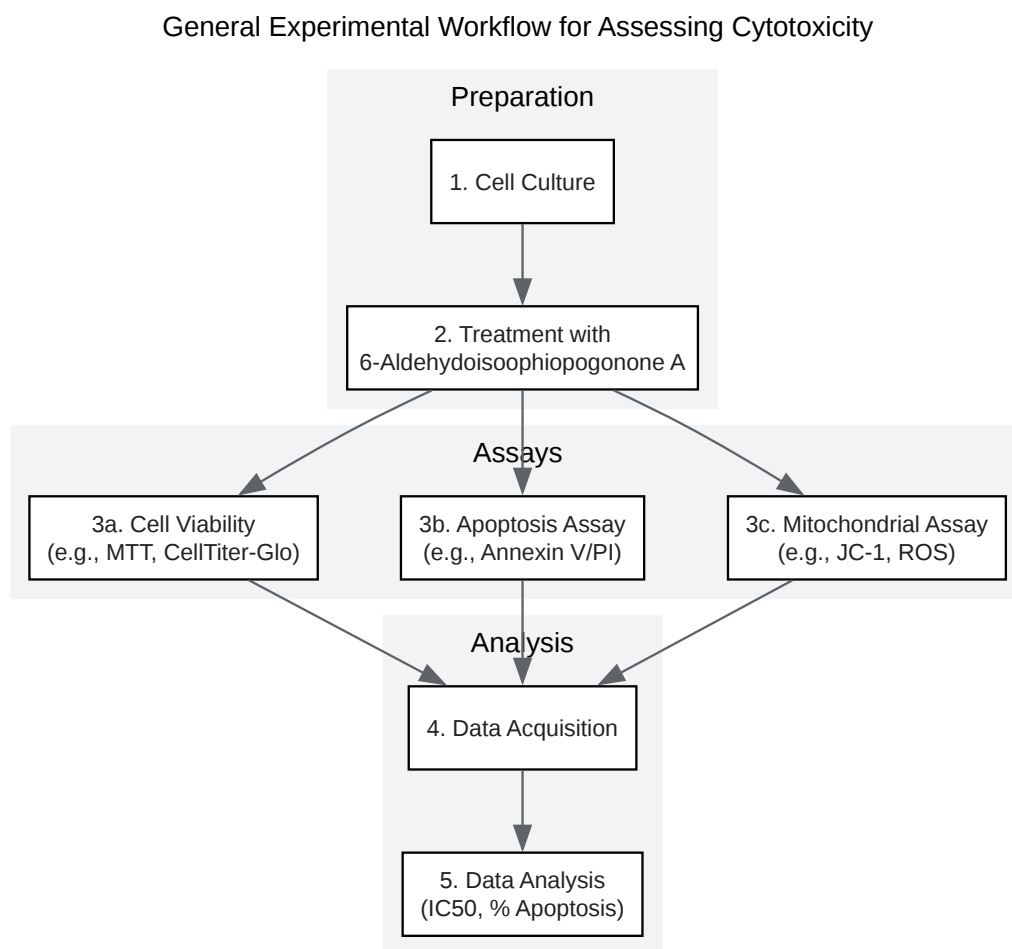 General Experimental Workflow for Assessing Cytotoxicity
Preparation
1. Cell Culture
2. Treatment with
6-Aldehydoisoophiopogonone A
Assays
3a. Cell Viability
(e.g., MTT, CellTiter-Glo)
3b. Apoptosis Assay
(e.g., Annexin V/PI)
3c. Mitochondrial Assay
(e.g., JC-1, ROS)
Analysis
4. Data Acquisition
5. Data Analysis
(IC50, % Apoptosis)